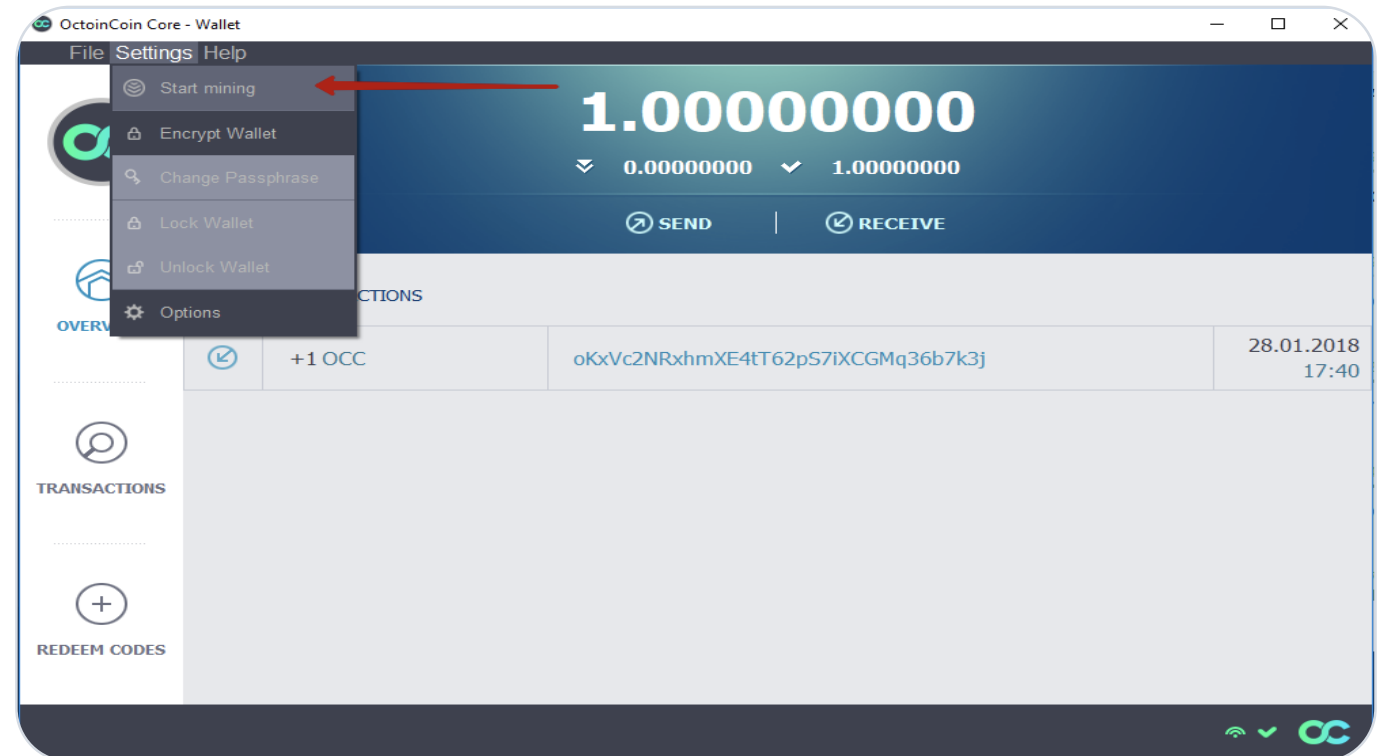 OctoinCoin Core - Wallet
File Settings Help
Start mining
Encrypt Wallet
Change Passphrase
Lock Wallet
Unlock Wallet
Options
1.00000000
0.00000000 1.00000000
SEND RECEIVE
CTIONS
+1 OCC oKxVc2NRxhmXE4tT62pS7iXCGMq36b7k3j 28.01.2018
17:40
OVERV
TRANSACTIONS
REDEEM CODES